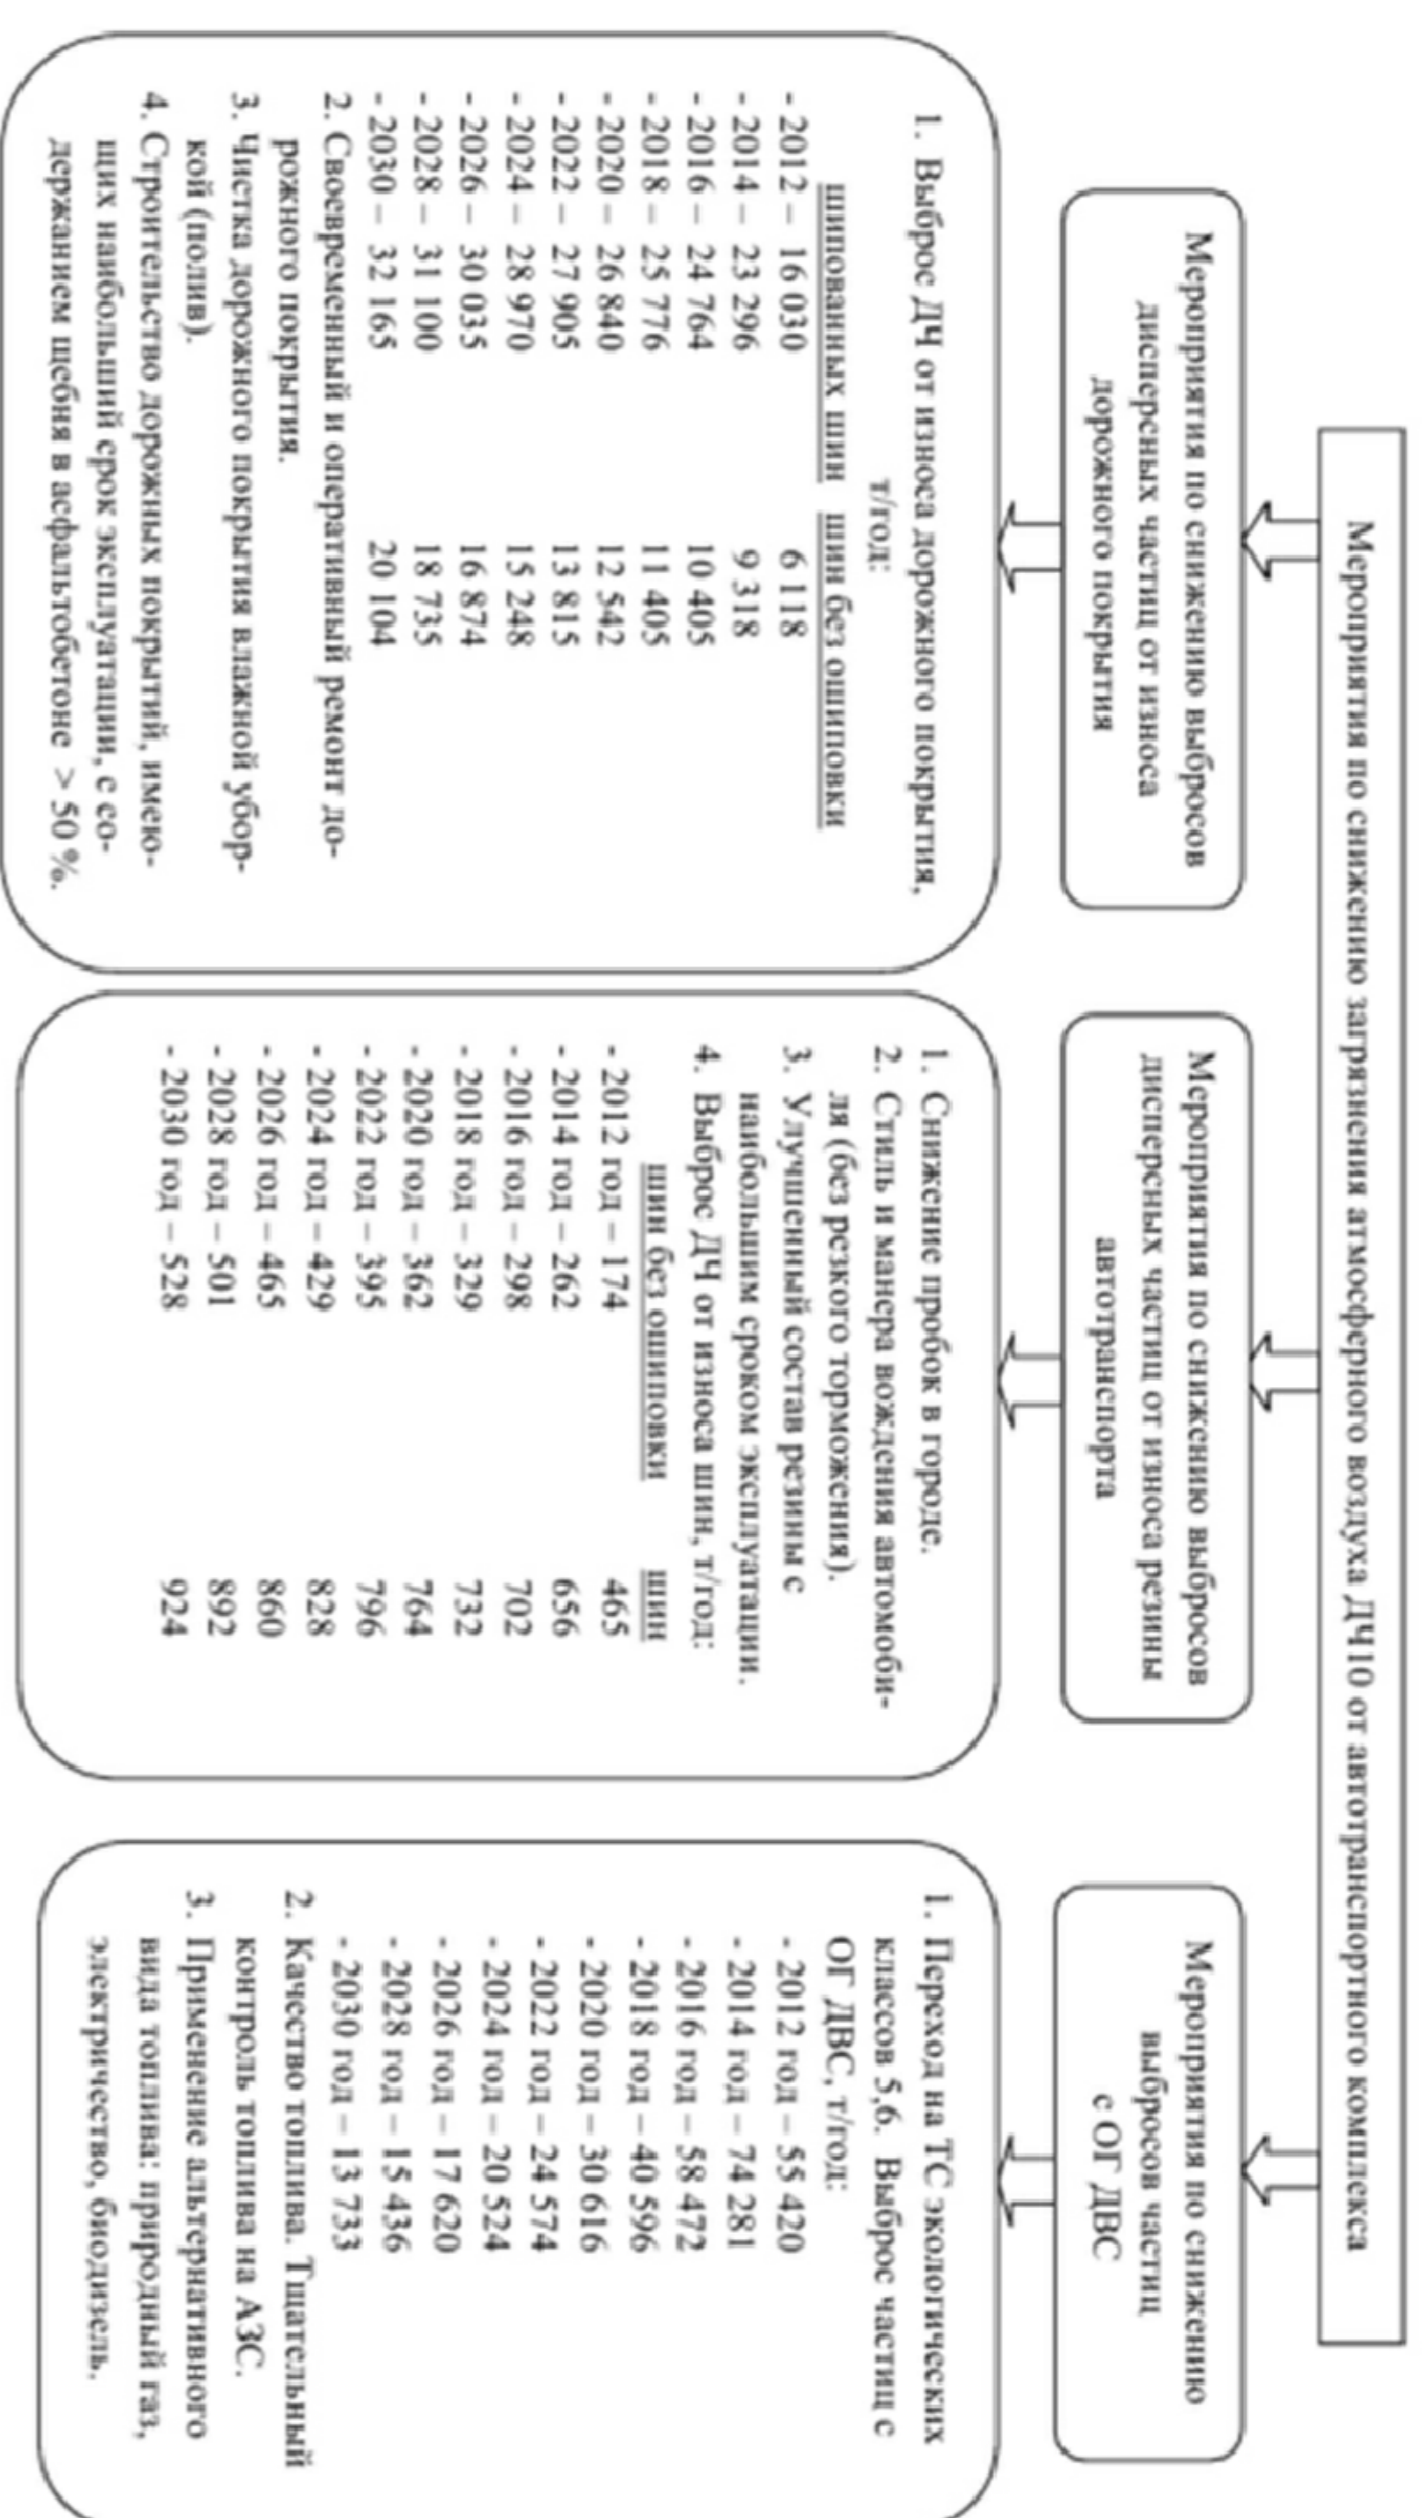 Мероприятия по снижению загрязнения атмосферного воздуха ДЧ10 от автотранспортного комплекса
Мероприятия по снижению выбросов
дисперсных частиц от износа
дорожного покрытия
1. Выброс ДЧ от износа дорожного покрытия,
т/год:
шипованных шин шин без ошиповки
- 2012 – 16 030 6 118
- 2014 – 23 296 9 318
- 2016 – 24 764 10 405
- 2018 – 25 776 11 405
- 2020 – 26 840 12 542
- 2022 – 27 905 13 815
- 2024 – 28 970 15 248
- 2026 – 30 035 16 874
- 2028 – 31 100 18 735
- 2030 – 32 165 20 104
2. Своевременный и оперативный ремонт до-
рожного покрытия.
3. Чистка дорожного покрытия влажной убор-
кой (полив).
4. Строительство дорожных покрытий, имею-
щих наибольший срок эксплуатации, с со-
держанием щебня в асфальтобетоне > 50 %.
Мероприятия по снижению выбросов
дисперсных частиц от износа резины
автотранспорта
1. Снижение пробок в городе.
2. Стиль и манера вождения автомоби-
ля (без резкого торможения).
3. Улучшенный состав резины с
наибольшим сроком эксплуатации.
4. Выброс ДЧ от износа шин, т/год:
шин без ошиповки шин
- 2012 год – 174 465
- 2014 год – 262 656
- 2016 год – 298 702
- 2018 год – 329 732
- 2020 год – 362 764
- 2022 год – 395 796
- 2024 год – 429 828
- 2026 год – 465 860
- 2028 год – 501 892
- 2030 год – 528 924
Мероприятия по снижению
выбросов частиц
с ОГ ДВС
1. Переход на ТС экологических
классов 5,6. Выброс частиц с
ОГ ДВС, т/год:
- 2012 год – 55 420
- 2014 год – 74 281
- 2016 год – 58 472
- 2018 год – 40 596
- 2020 год – 30 616
- 2022 год – 24 574
- 2024 год – 20 524
- 2026 год – 17 620
- 2028 год – 15 436
- 2030 год – 13 733
2. Качество топлива. Тщательный
контроль топлива на АЗС.
3. Применение альтернативного
вида топлива: природный газ,
электричество, биодизель.